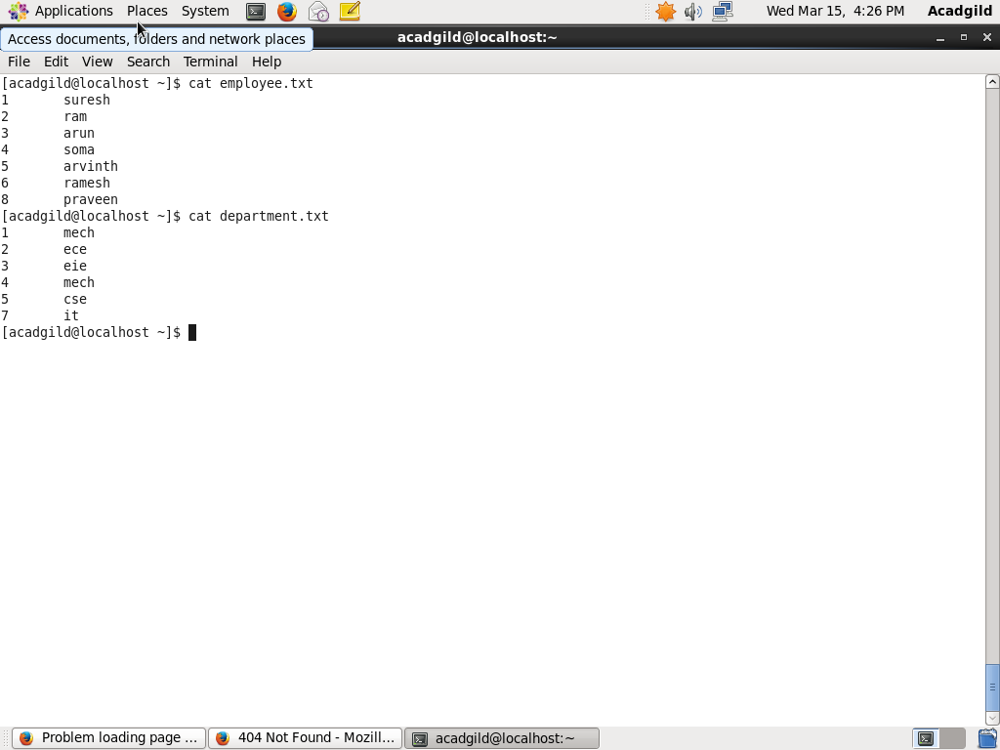 Applications Places System Wed Mar 15, 4:26 PM Acadgild
Access documents, folders and network places
acadgild@localhost:~
File Edit View Search Terminal Help
[acadgild@localhost ~]$ cat employee.txt
1 suresh
2 ram
3 arun
4 soma
5 arvinth
6 ramesh
8 praveen
[acadgild@localhost ~]$ cat department.txt
1 mech
2 ece
3 eie
4 mech
5 cse
7 it
[acadgild@localhost ~]$
Problem loading page ... 404 Not Found - Mozill... acadgild@localhost:~